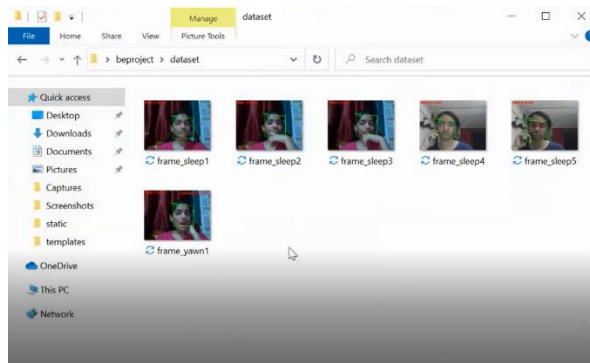 Manage
dataset
File
Home
Share
View
Picture Tools
beproject
dataset
Search dataset
Quick access
Desktop
Downloads
Documents
Pictures
Captures
Screenshots
static
templates
OneDrive
This PC
Network
frame_sleep1
frame_sleep2
frame_sleep3
frame_sleep4
frame_sleep5
frame_yawn1